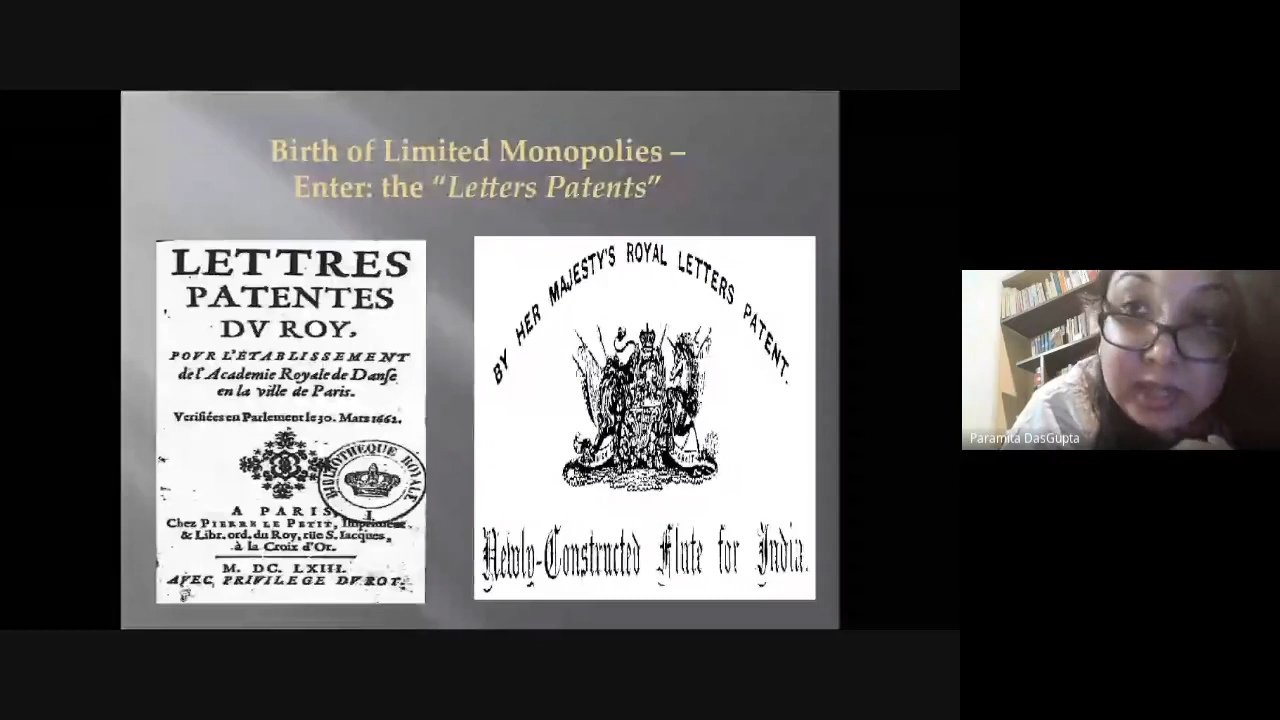 Birth of Limited Monopolies –
Enter: the “Letters Patents”
LETTRES
PATENTES
DV ROY,
POVR L'ÉTABLISSEMENT
de l'Academie Royale de Danse
en la ville de Paris.
Verifiées en Parlement le 30. Mars 1662.
BIBLIOTHEQUE ROYALE
A PARIS,
Chez PIERRE LE PETIT, Imprimeur
& Libr. ord. du Roy, rüe S. Iacques,
à la Croix d'Or.
M. DC. LXIII.
AVEC PRIVILEGE DV ROY.
BY HER MAJESTY'S ROYAL LETTERS PATENT.
Newly-Constructed Flute for India.
Paramita DasGupta